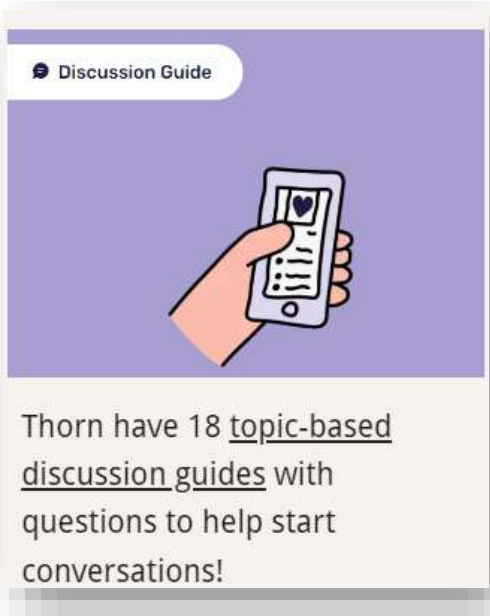 Discussion Guide
Thorn have 18 topic-based
discussion guides with
questions to help start
conversations!